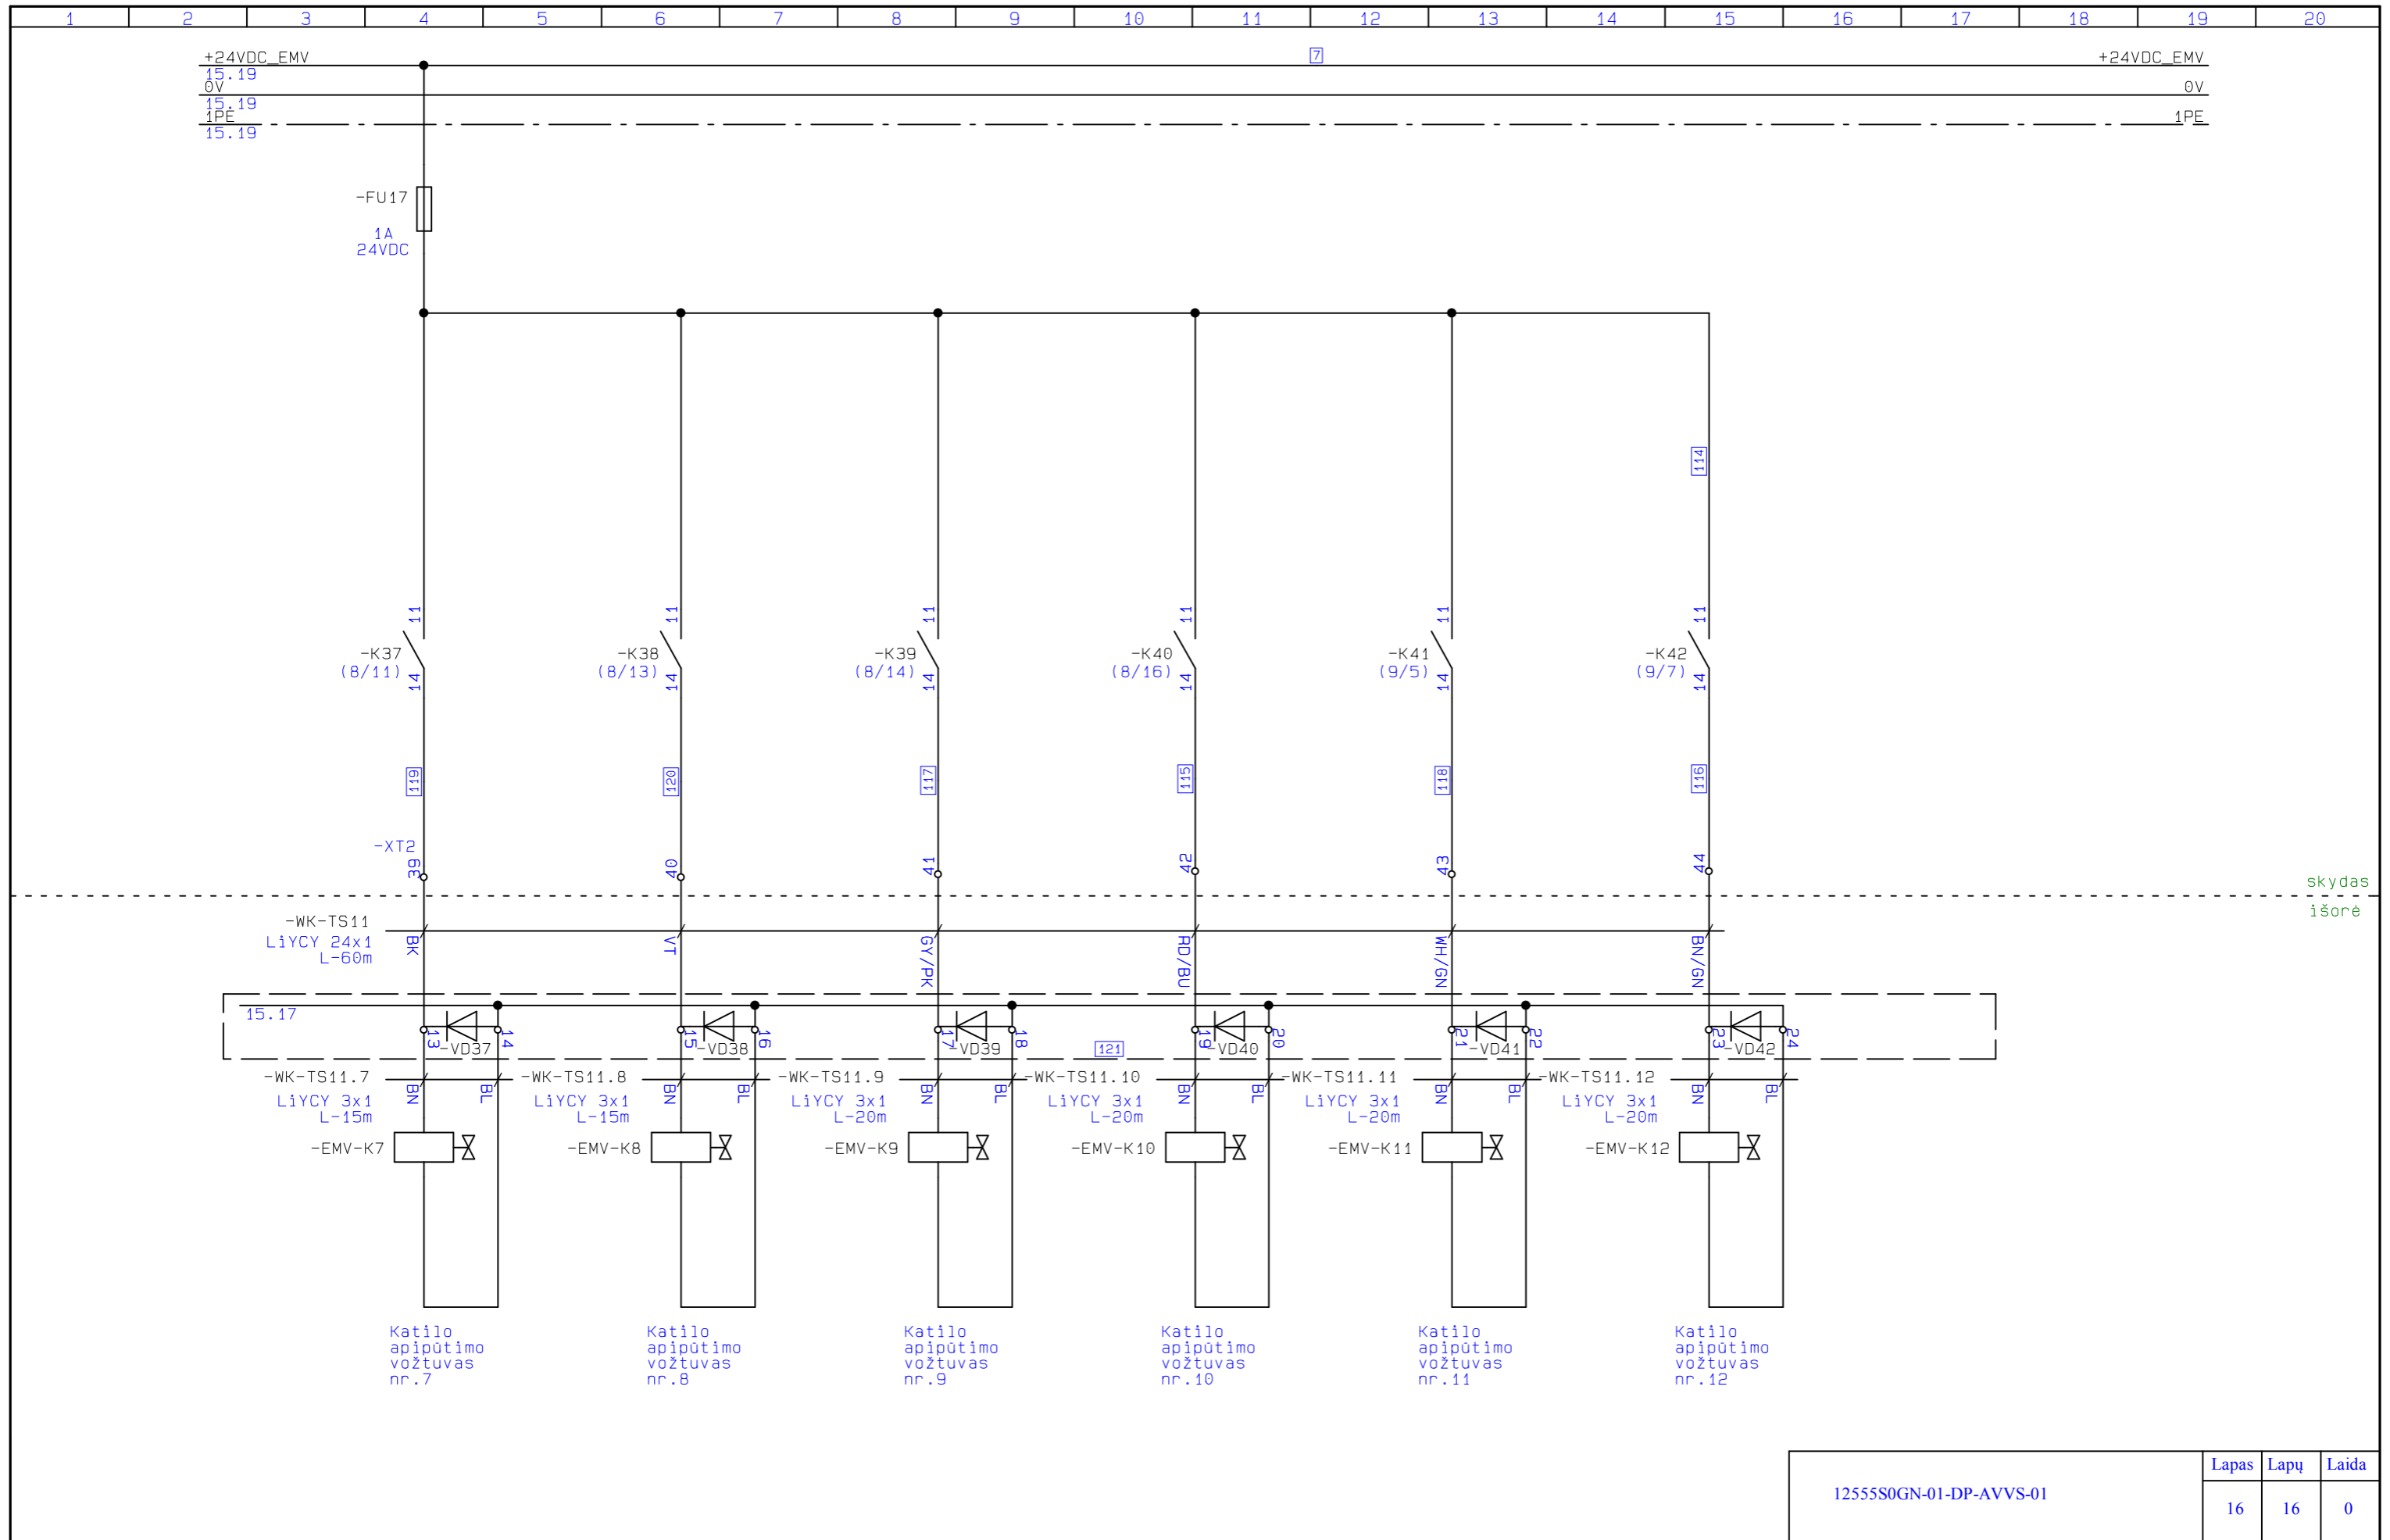 1 2 3 4 5 6 7 8 9 10 11 12 13 14 15 16 17 18 19 20
+24VDC_EMV 7 +24VDC_EMV
15.19
0V 0V
15.19
1PE 1PE
15.19
-FU17
1A
24VDC
114
11 11 11 11 11 11
-K37 -K38 -K39 -K40 -K41 -K42
(8/11) (8/13) (8/14) (8/16) (9/5) (9/7)
14 14 14 14 14 14
119 120 117 115 118 116
-XT2
39 40 41 42 43 44
skydas
išorė
-WK-TS11
LiYCY 24x1
L-60m
BK VT GY/PK RD/BU WH/GN BN/GN
15.17
13 14 15 16 17 18 19 20 21 22 23 24
-VD37 -VD38 -VD39 -VD40 -VD41 -VD42
121
-WK-TS11.7 -WK-TS11.8 -WK-TS11.9 -WK-TS11.10 -WK-TS11.11 -WK-TS11.12
BN BL BN BL BN BL BN BL BN BL BN BL
LiYCY 3x1 LiYCY 3x1 LiYCY 3x1 LiYCY 3x1 LiYCY 3x1 LiYCY 3x1
L-15m L-15m L-20m L-20m L-20m L-20m
-EMV-K7 -EMV-K8 -EMV-K9 -EMV-K10 -EMV-K11 -EMV-K12
Katilo Katilo Katilo Katilo Katilo Katilo
apipūtimo apipūtimo apipūtimo apipūtimo apipūtimo apipūtimo
vožtuvas vožtuvas vožtuvas vožtuvas vožtuvas vožtuvas
nr.7 nr.8 nr.9 nr.10 nr.11 nr.12
Lapas Lapų Laida
12555S0GN-01-DP-AVVS-01
16 16 0